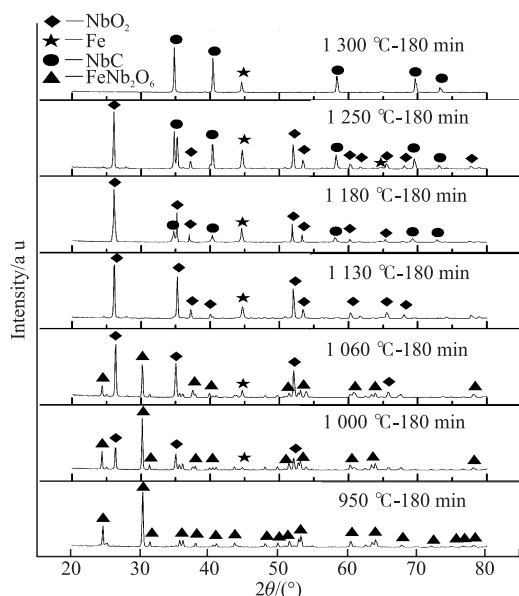 ◆—NbO₂
★—Fe
●—NbC
▲—FeNb₂O₆
1 300 ℃-180 min
1 250 ℃-180 min
1 180 ℃-180 min
1 130 ℃-180 min
1 060 ℃-180 min
1 000 ℃-180 min
950 ℃-180 min
Intensity/a u
20 30 40 50 60 70 80
2θ/(°)